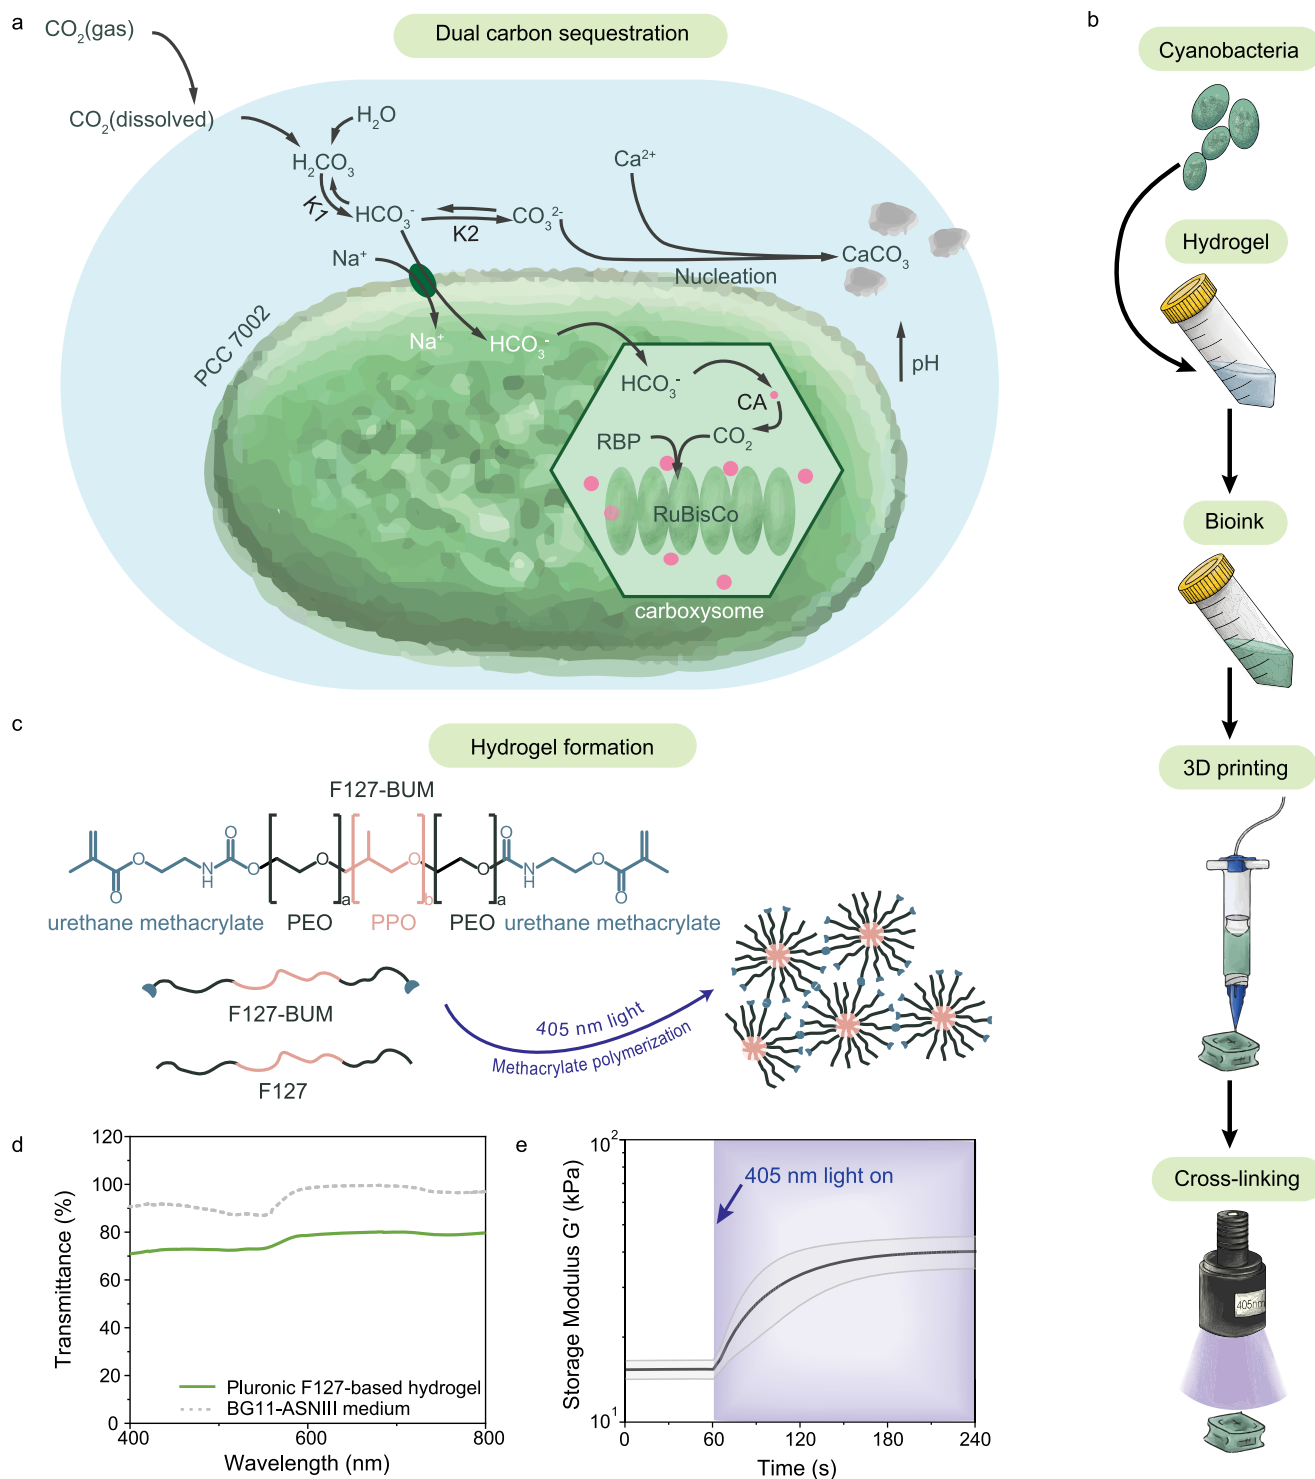 a
Dual carbon sequestration
CO₂(gas)
CO₂(dissolved)
H₂O
H₂CO₃
K1
HCO₃⁻
K2
CO₃²⁻
Ca²⁺
Nucleation
CaCO₃
Na⁺
PCC 7002
Na⁺
HCO₃⁻
pH
HCO₃⁻
CA
RBP
CO₂
RuBisCo
carboxysome
b
Cyanobacteria
Hydrogel
Bioink
3D printing
Cross-linking
405nm
c
Hydrogel formation
F127-BUM
O
O
N
H
O
O
O
a
O
b
O
a
O
N
H
O
O
urethane methacrylate
PEO
PPO
PEO
urethane methacrylate
F127-BUM
F127
405 nm light
Methacrylate polymerization
d
Transmittance (%)
120
100
80
60
40
20
0
400
600
800
Wavelength (nm)
Pluronic F127-based hydrogel
BG11-ASNIII medium
e
Storage Modulus G′ (kPa)
10²
10¹
405 nm light on
0
60
120
180
240
Time (s)